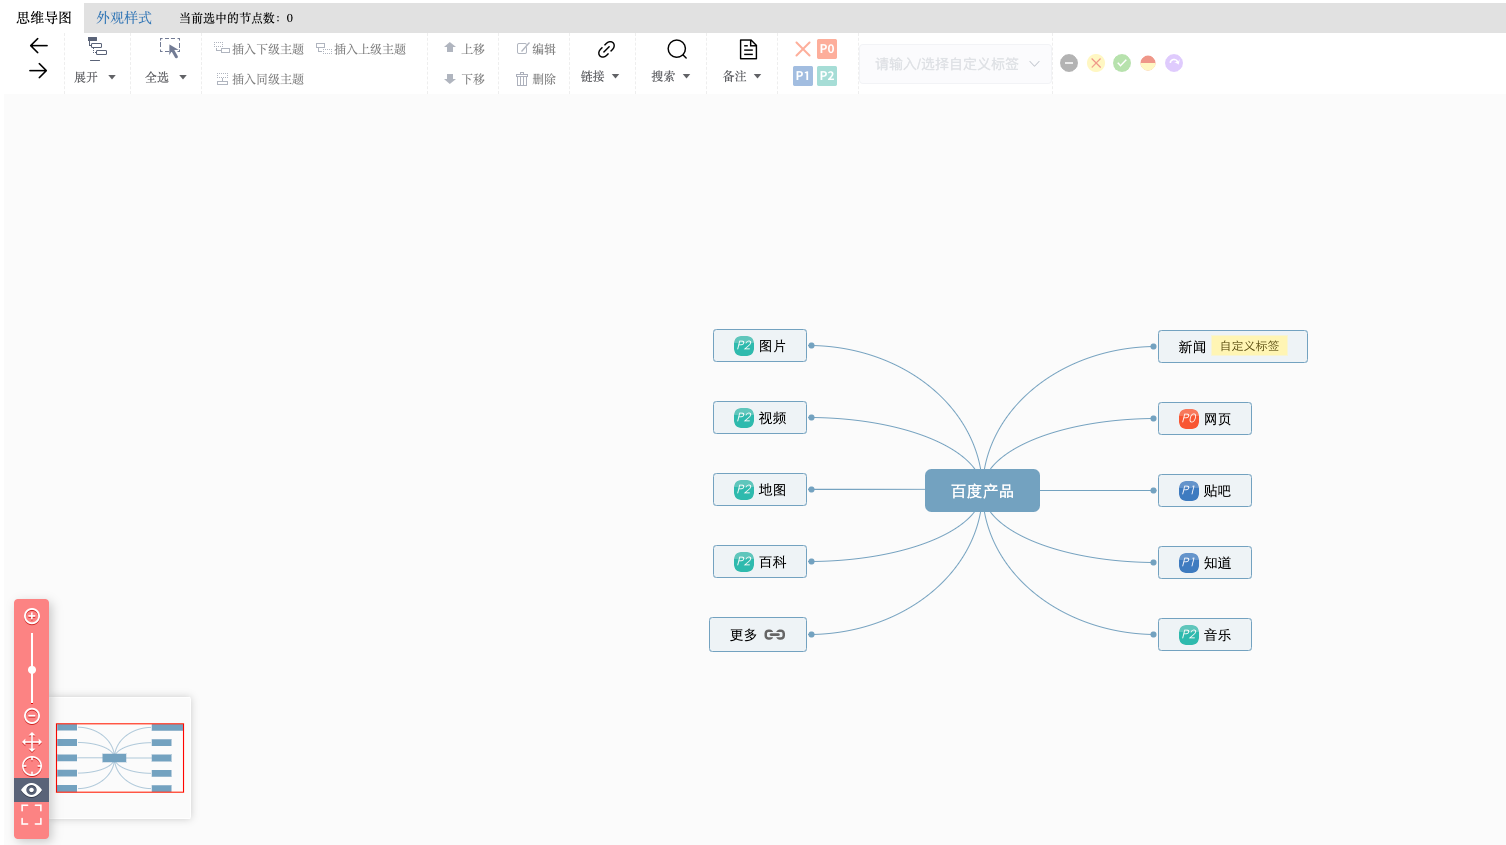 思维导图 外观样式 当前选中的节点数：0
展开 全选 插入下级主题 插入上级主题 插入同级主题 上移 下移 编辑 删除 链接 搜索 备注 P0 P1 P2 请输入/选择自定义标签
P2 图片
新闻 自定义标签
P2 视频
P0 网页
P2 地图
百度产品
P1 贴吧
P2 百科
P1 知道
更多
P2 音乐